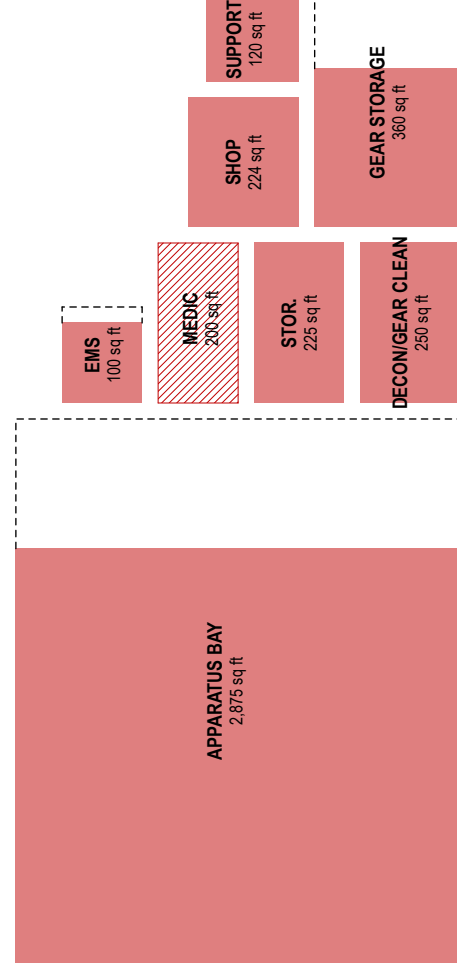 SUPPORT
120 sq ft
SHOP
224 sq ft
GEAR STORAGE
360 sq ft
EMS
100 sq ft
MEDIC
200 sq ft
STOR.
225 sq ft
DECON/GEAR CLEAN
250 sq ft
APPARATUS BAY
2,875 sq ft